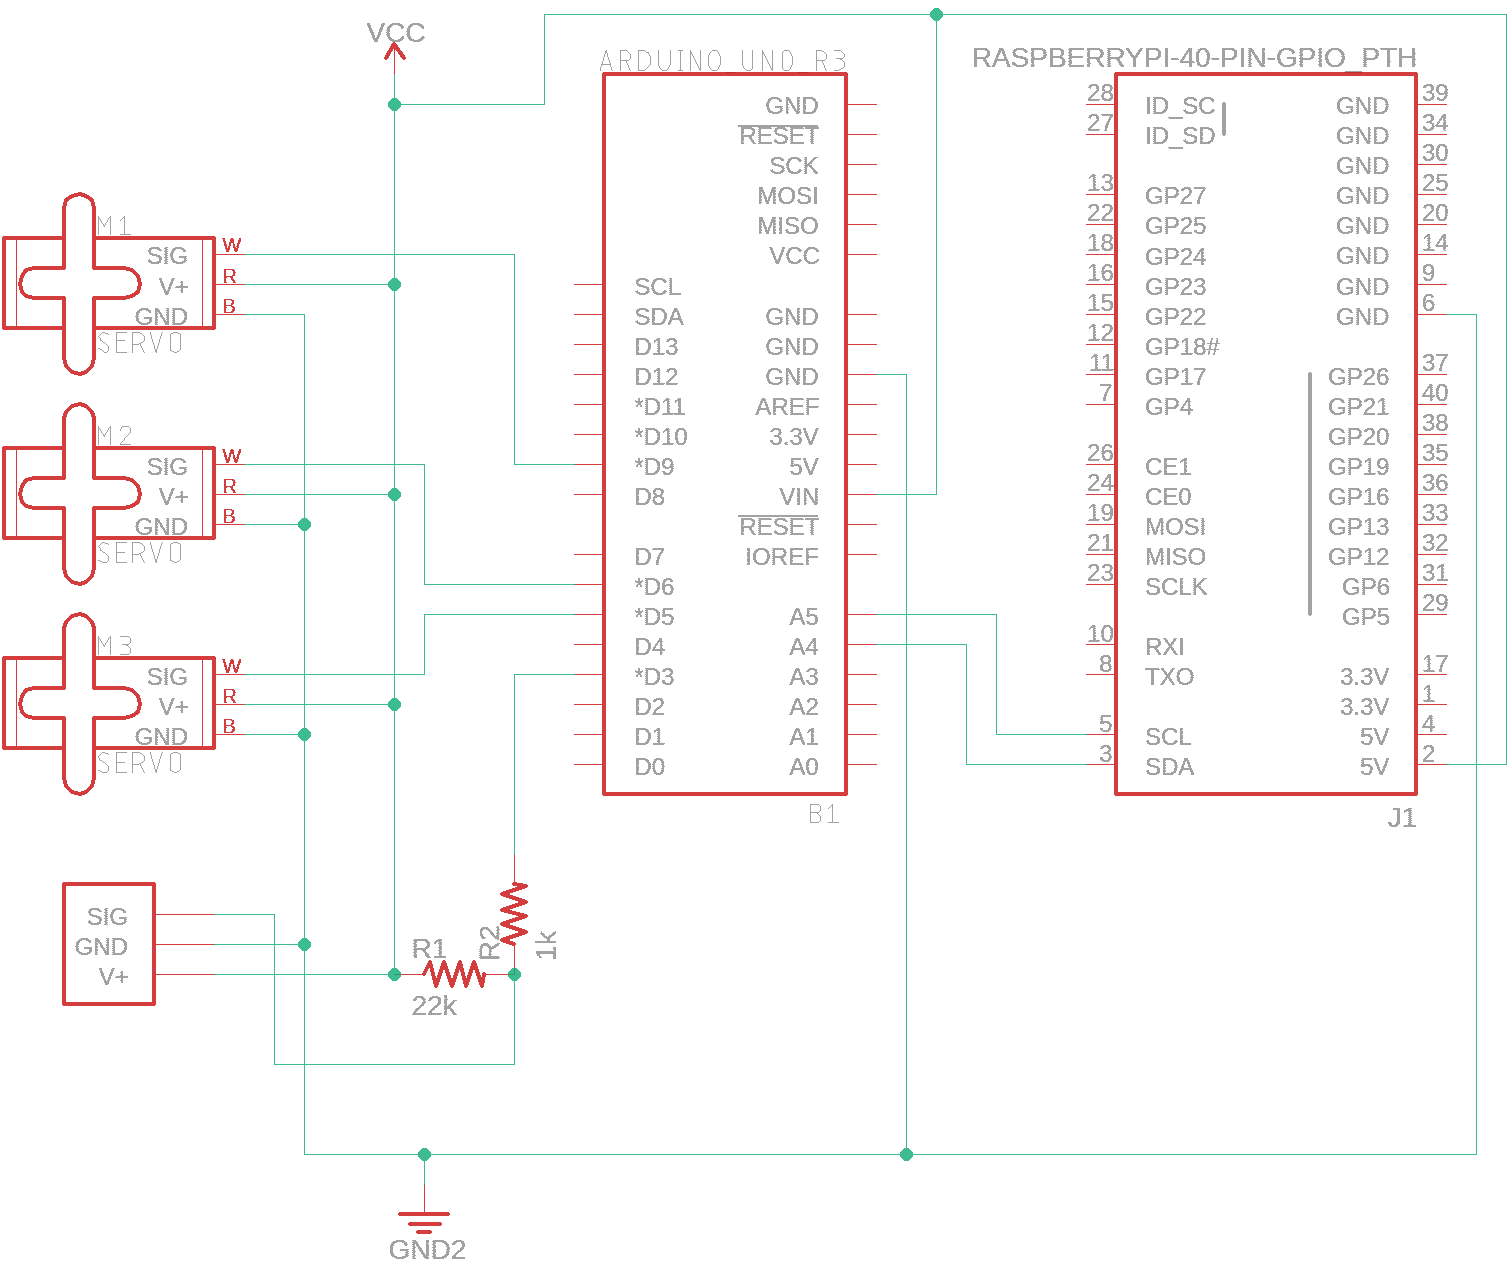 VCC
M1
SIG W
V+ R
GND B
SERVO
M2
SIG W
V+ R
GND B
SERVO
M3
SIG W
V+ R
GND B
SERVO
SIG
GND
V+
R1
22k
R2
1k
GND2
ARDUINO UNO R3
GND
RESET
SCK
MOSI
MISO
VCC
SCL
SDA GND
D13 GND
D12 GND
*D11 AREF
*D10 3.3V
*D9 5V
D8 VIN
RESET
D7 IOREF
*D6
*D5 A5
D4 A4
*D3 A3
D2 A2
D1 A1
D0 A0
B1
RASPBERRYPI-40-PIN-GPIO_PTH
28 ID_SC GND 39
27 ID_SD GND 34
GND 30
13 GP27 GND 25
22 GP25 GND 20
18 GP24 GND 14
16 GP23 GND 9
15 GP22 GND 6
12 GP18#
11 GP17 GP26 37
7 GP4 GP21 40
GP20 38
26 CE1 GP19 35
24 CE0 GP16 36
19 MOSI GP13 33
21 MISO GP12 32
23 SCLK GP6 31
GP5 29
10 RXI
8 TXO 3.3V 17
3.3V 1
5 SCL 5V 4
3 SDA 5V 2
J1